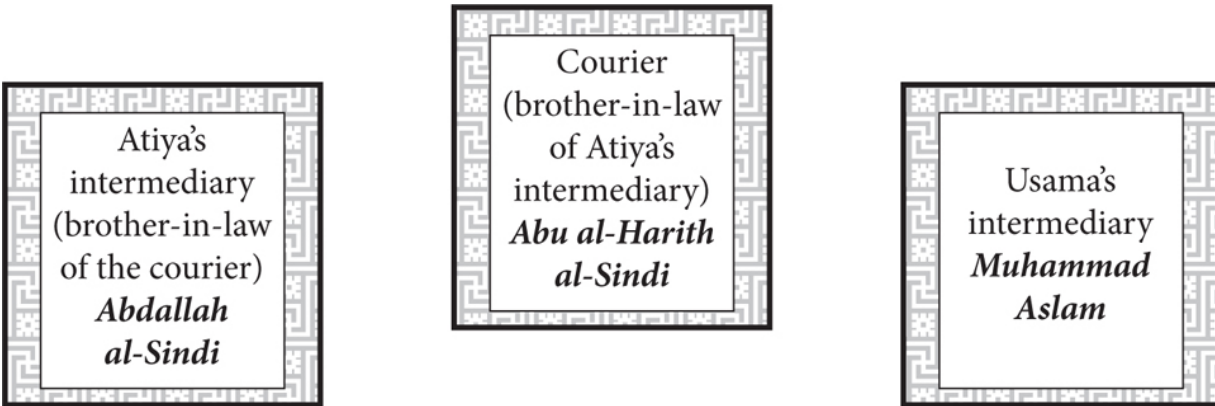 Atiya’s
intermediary
(brother-in-law
of the courier)
Abdallah
al-Sindi
Courier
(brother-in-law
of Atiya’s
intermediary)
Abu al-Harith
al-Sindi
Usama’s
intermediary
Muhammad
Aslam